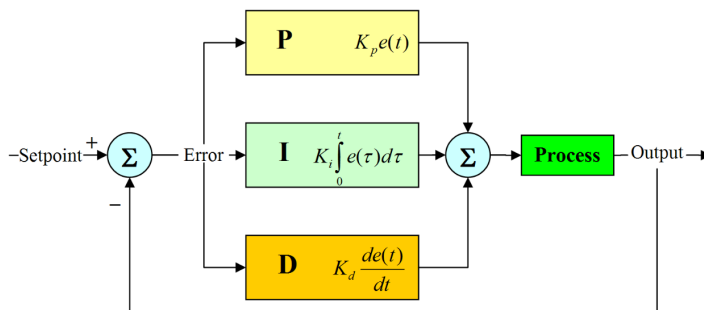 P K_p e(t)
–Setpoint + Σ Error I K_i ∫_0^t e(τ)dτ Σ Process Output
−
D K_d de(t)/dt